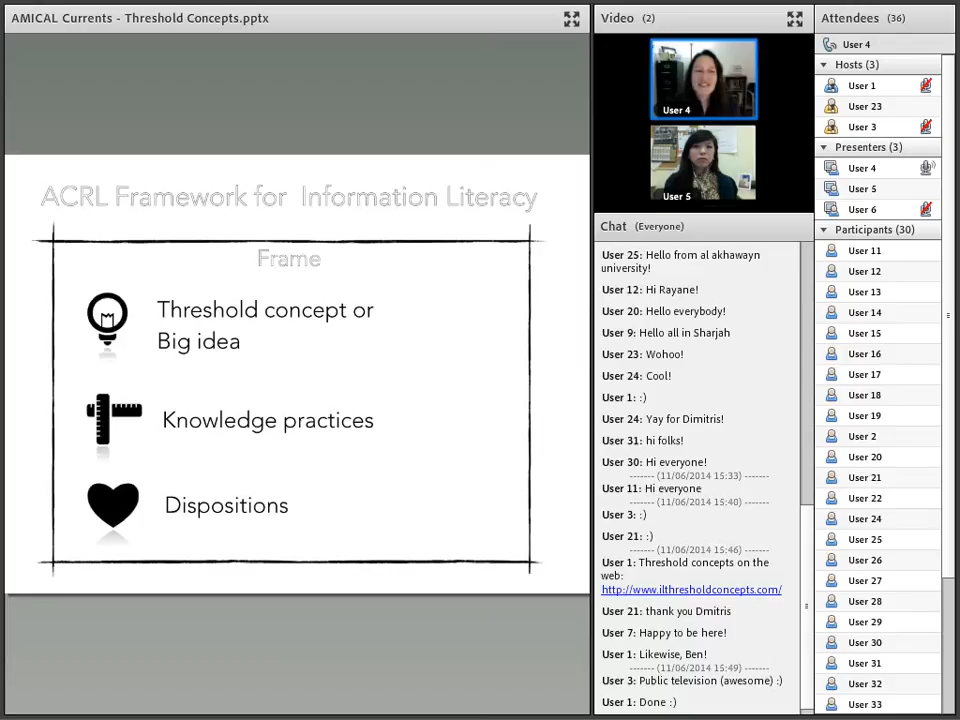 AMICAL Currents - Threshold Concepts.pptx
ACRL Framework for Information Literacy
Frame
Threshold concept or
Big idea
Knowledge practices
Dispositions
Video (2)
User 4
User 5
Chat (Everyone)
User 25: Hello from al akhawayn
university!
User 12: Hi Rayane!
User 20: Hello everybody!
User 9: Hello all in Sharjah
User 23: Wohoo!
User 24: Cool!
User 1: :)
User 24: Yay for Dimitris!
User 31: hi folks!
User 30: Hi everyone!
------- (11/06/2014 15:33) -------
User 11: Hi everyone
------- (11/06/2014 15:40) -------
User 3: :)
User 21: :)
------- (11/06/2014 15:46) -------
User 1: Threshold concepts on the
web:
http://www.ilthresholdconcepts.com/
User 21: thank you Dmitris
User 7: Happy to be here!
User 1: Likewise, Ben!
------- (11/06/2014 15:49) -------
User 3: Public television (awesome) :)
User 1: Done :)
Attendees (36)
User 4
Hosts (3)
User 1
User 23
User 3
Presenters (3)
User 4
User 5
User 6
Participants (30)
User 11
User 12
User 13
User 14
User 15
User 16
User 17
User 18
User 19
User 2
User 20
User 21
User 22
User 24
User 25
User 26
User 27
User 28
User 29
User 30
User 31
User 32
User 33